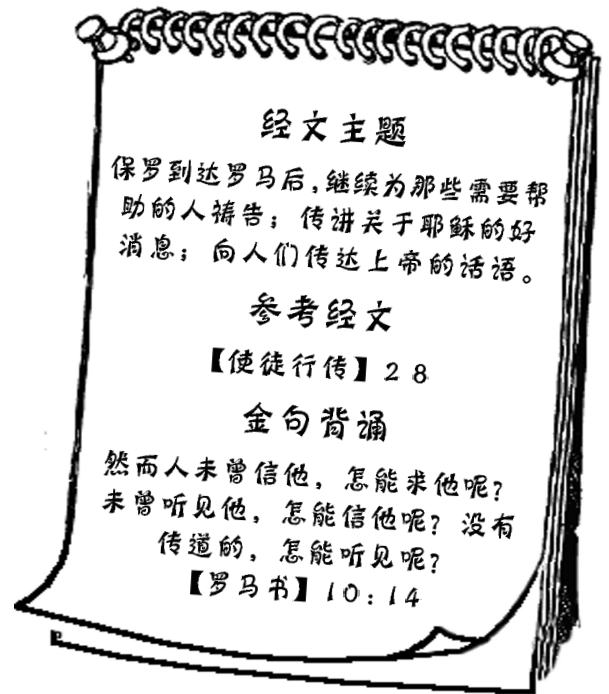 经文主题
保罗到达罗马后,继续为那些需要帮
助的人祷告;传讲关于耶稣的好
消息;向人们传达上帝的话语。
参考经文
【使徒行传】28
金句背诵
然而人未曾信他,怎能求他呢?
未曾听见他,怎能信他呢?没有
传道的,怎能听见呢?
【罗马书】10:14